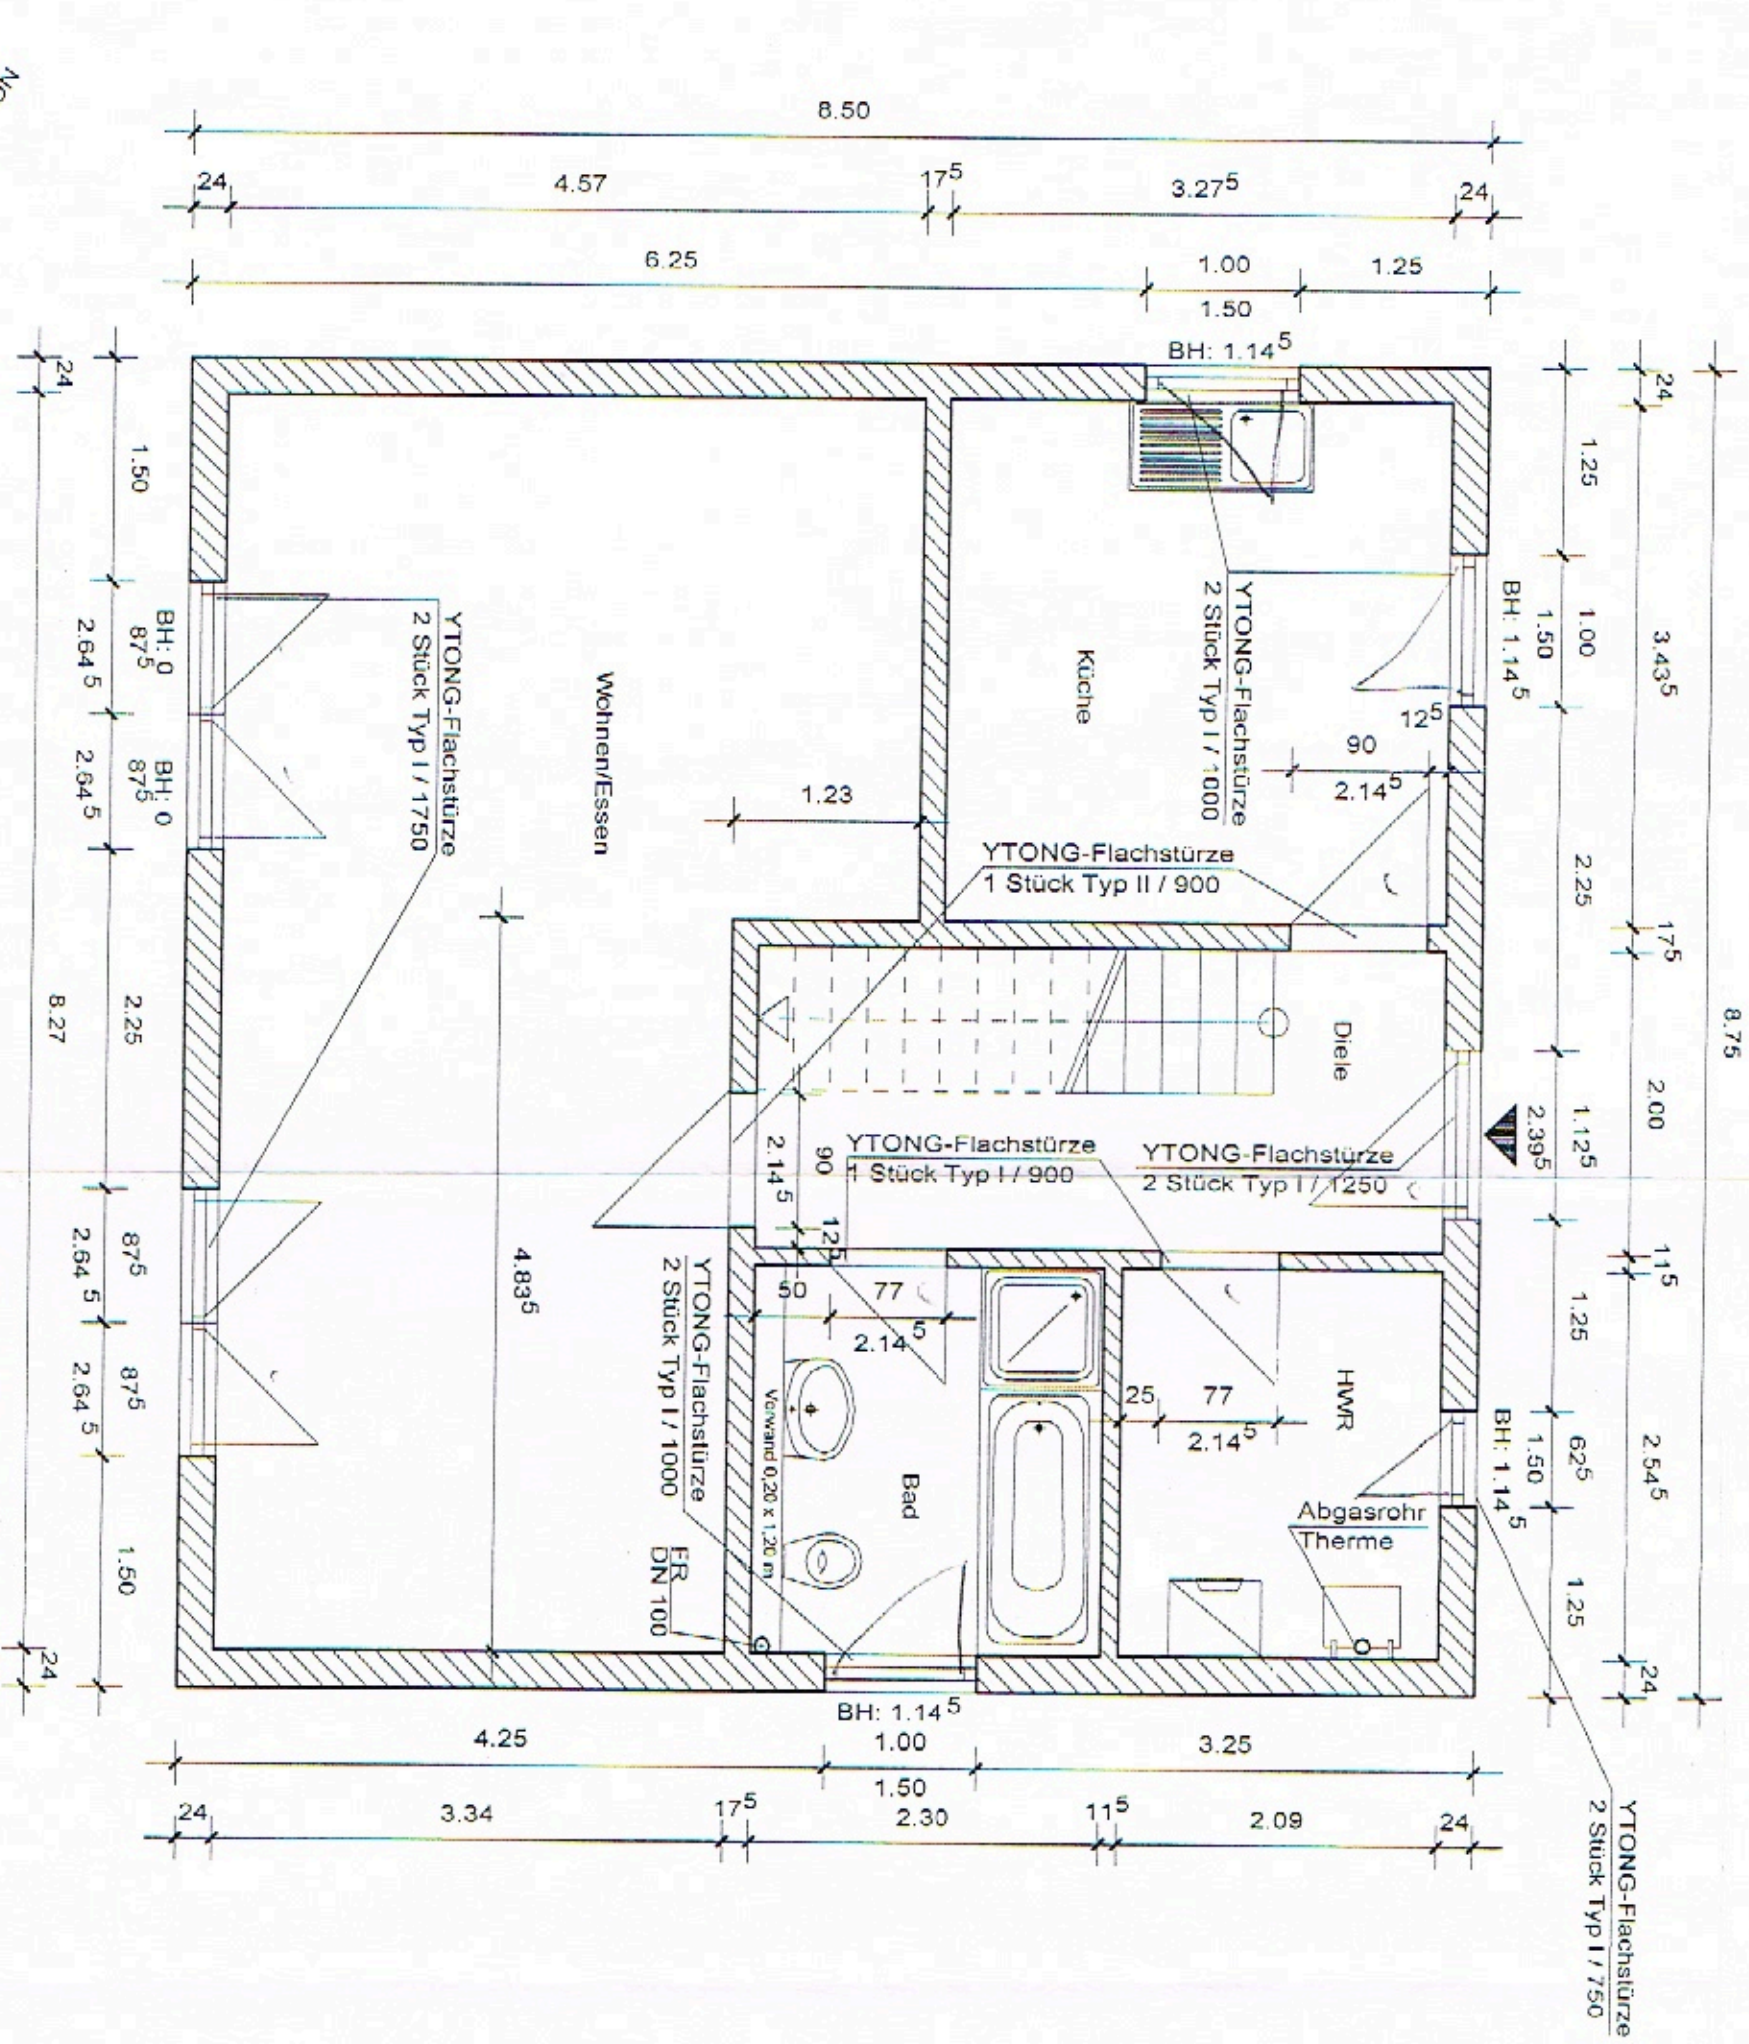 8.50
24
4.57
17⁵
3.27⁵
24
6.25
1.00
1.25
1.50
BH: 1.14⁵
24
1.25
1.00
1.50
BH: 1.14⁵
3.43⁵
2.25
17⁵
8.75
2.00
1.12⁵
2.39⁵
11⁵
1.25
62⁵
1.50
BH: 1.14⁵
2.54⁵
1.25
24
YTONG-Flachstürze
2 Stück Typ I / 750
24
1.50
BH: 0
87⁵
2.64⁵
BH: 0
87⁵
2.64⁵
8.27
2.25
87⁵
2.64⁵
87⁵
2.64⁵
1.50
24
YTONG-Flachstürze
2 Stück Typ I / 1750
Wohnen/Essen
1.23
4.83⁵
Küche
YTONG-Flachstürze
2 Stück Typ I / 1000
12⁵
90
2.14⁵
YTONG-Flachstürze
1 Stück Typ II / 900
Diele
YTONG-Flachstürze
1 Stück Typ I / 900
YTONG-Flachstürze
2 Stück Typ I / 1250
90
2.14⁵
12⁵
50
77
2.14⁵
YTONG-Flachstürze
2 Stück Typ I / 1000
Vorwand 0,20 x 1,20 m
Bad
FR
DN 100
25
77
2.14⁵
HWR
Abgasrohr
Therme
BH: 1.14⁵
4.25
1.00
3.25
1.50
24
3.34
17⁵
2.30
11⁵
2.09
24